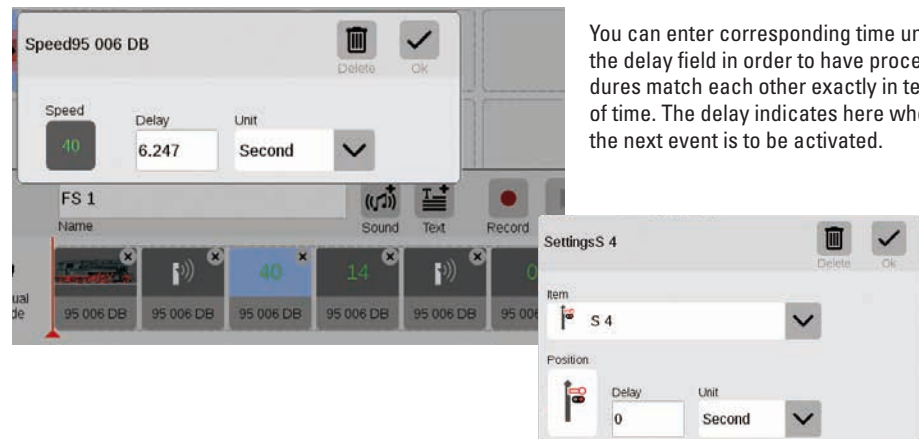 Speed95 006 DB
Delete
Ok
Speed
Delay
Unit
40
6.247
Second
FS 1
Name
Sound
Text
Record
40
14
0
95 006 DB
95 006 DB
95 006 DB
95 006 DB
95 006 DB
95 006
You can enter corresponding time
the delay field in order to have proce
dures match each other exactly in
of time. The delay indicates here
the next event is to be activated.
SettingsS 4
Delete
Ok
Item
S 4
Position
Delay
Unit
0
Second